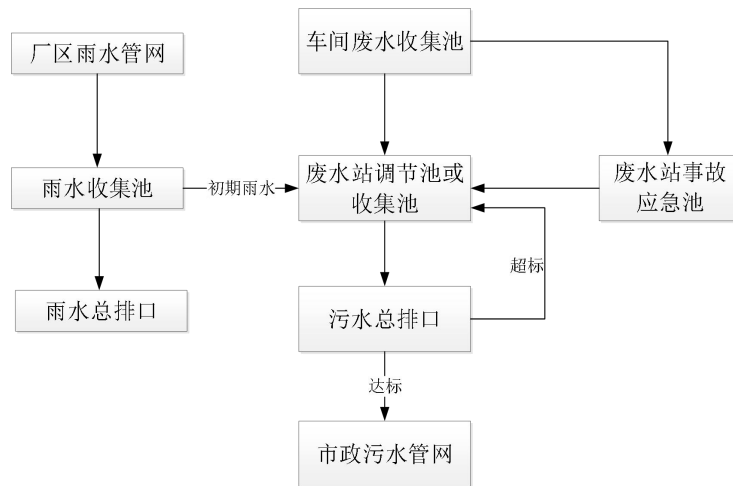 厂区雨水管网
车间废水收集池
雨水收集池
初期雨水
废水站调节池或
收集池
废水站事故
应急池
超标
雨水总排口
污水总排口
达标
市政污水管网